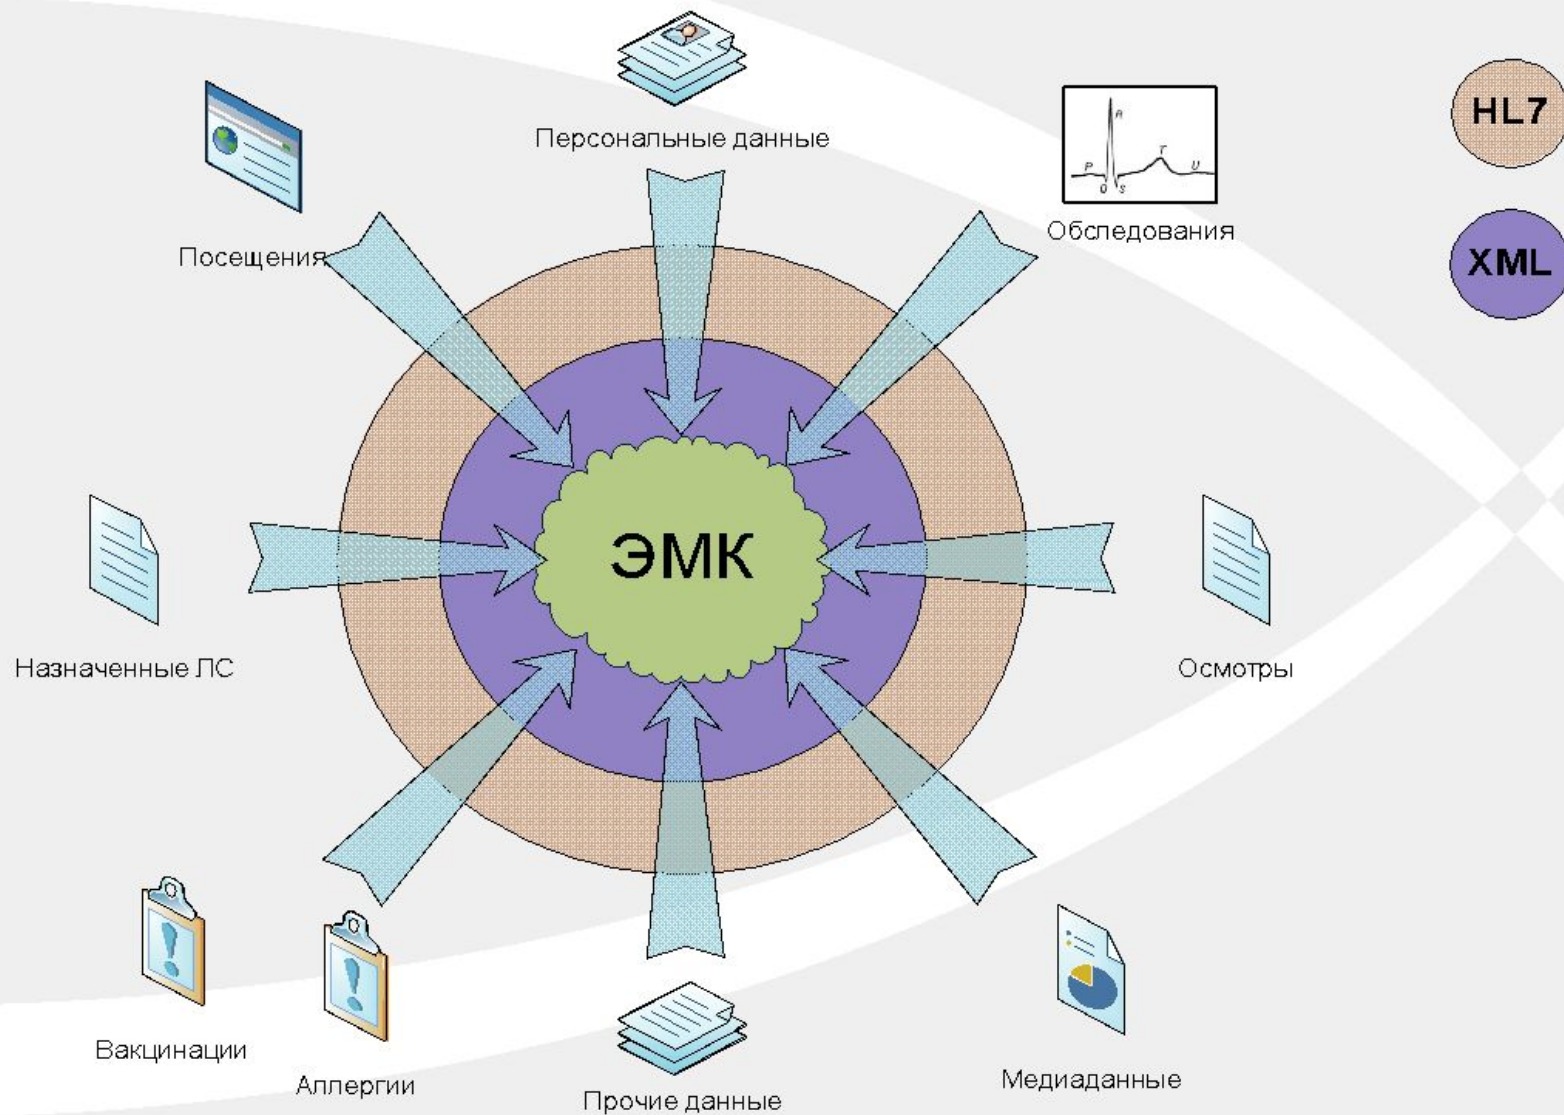 Персональные данные
HL7
R
P
T
U
Q
S
Обследования
Посещения
XML
ЭМК
Назначенные ЛС
Осмотры
Вакцинации
Аллергии
Прочие данные
Медиаданные